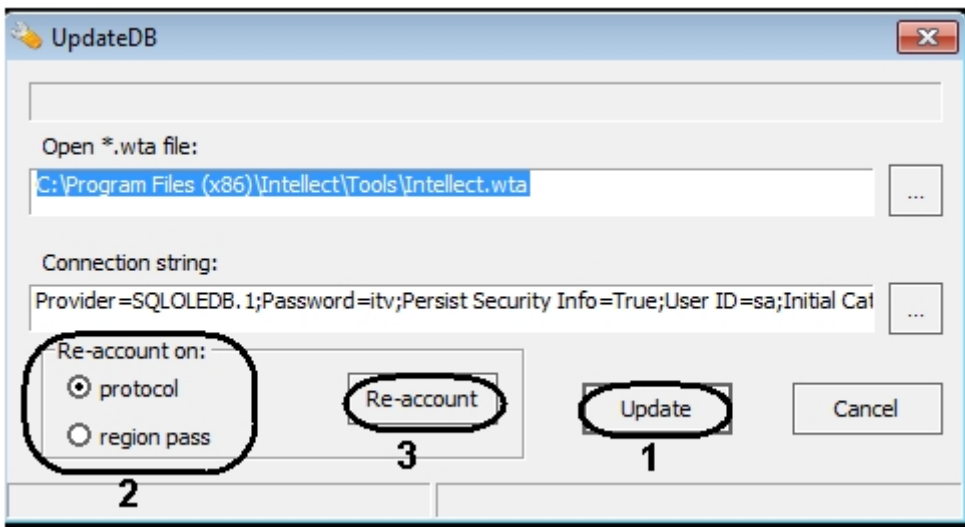 UpdateDB
Open *.wta file:
C:\Program Files (x86)\Intellect\Tools\Intellect.wta
...
Connection string:
Provider=SQLOLEDB.1;Password=itv;Persist Security Info=True;User ID=sa;Initial Cat
...
Re-account on:
protocol
region pass
Re-account
Update
Cancel
3
1
2